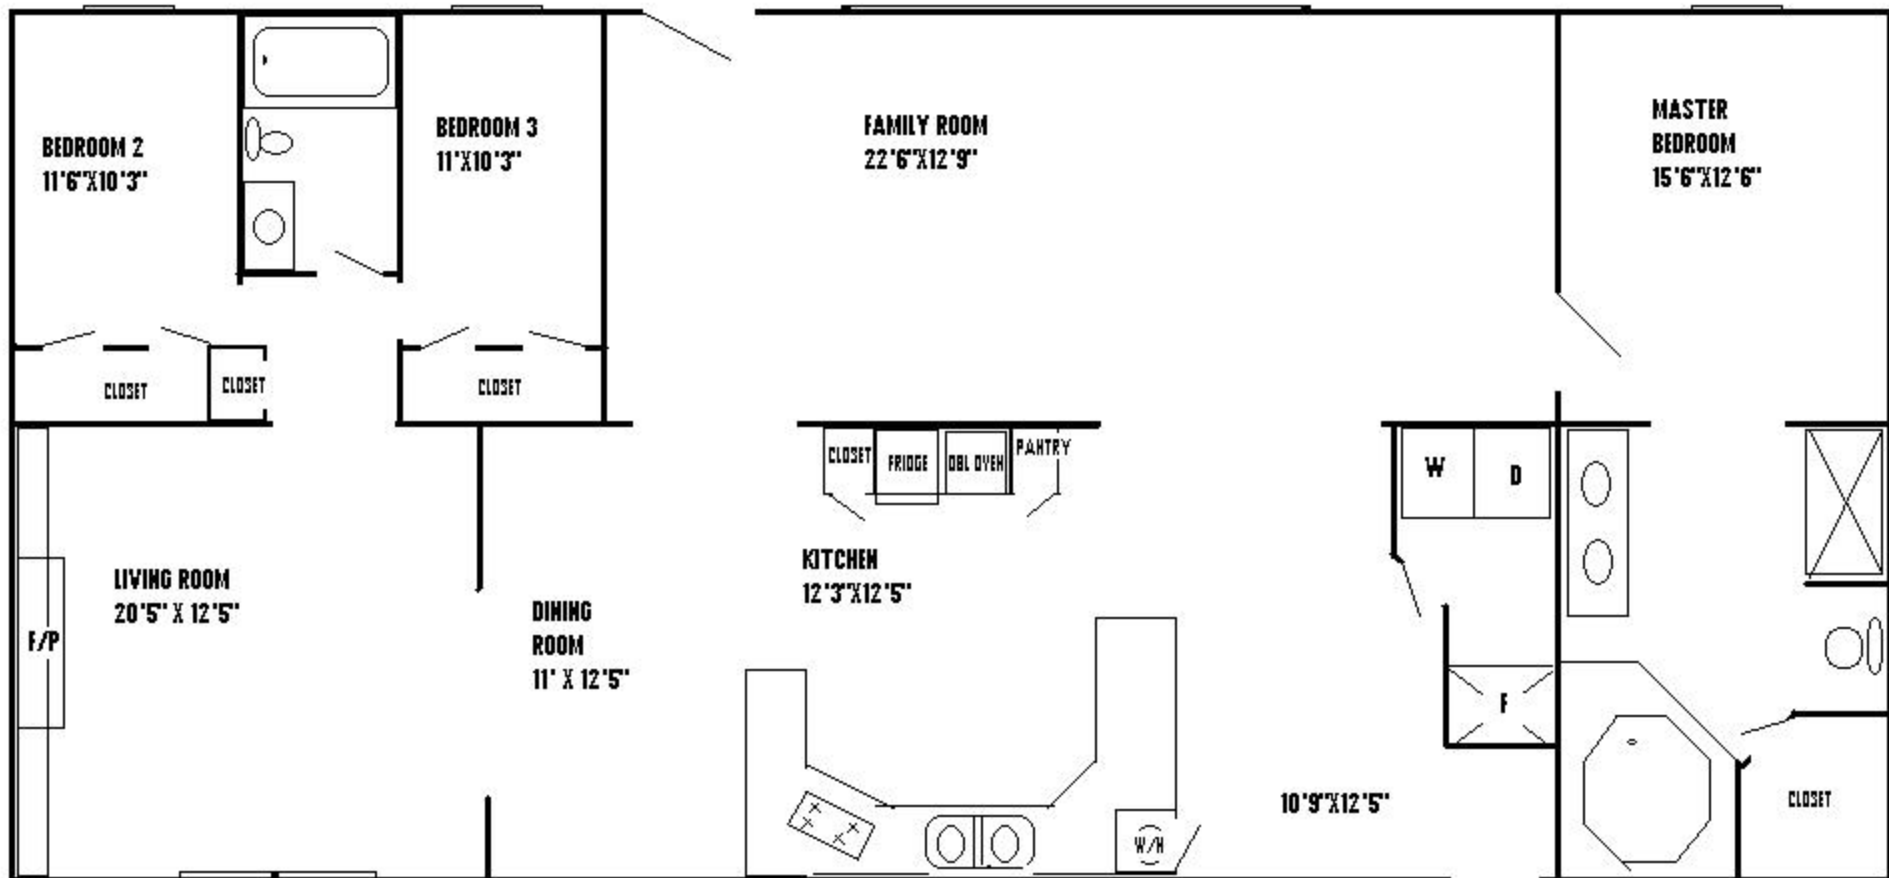 BEDROOM 2
11'6"X10'3"
BEDROOM 3
11'X10'3"
FAMILY ROOM
22'6"X12'9"
MASTER
BEDROOM
15'6"X12'6"
CLOSET
CLOSET
CLOSET
CLOSET
FRIDGE
DBL OVEN
PANTRY
W
D
LIVING ROOM
20'5" X 12'5"
F/P
DINING
ROOM
11' X 12'5"
KITCHEN
12'3"X12'5"
F
W/H
10'9"X12'5"
CLOSET